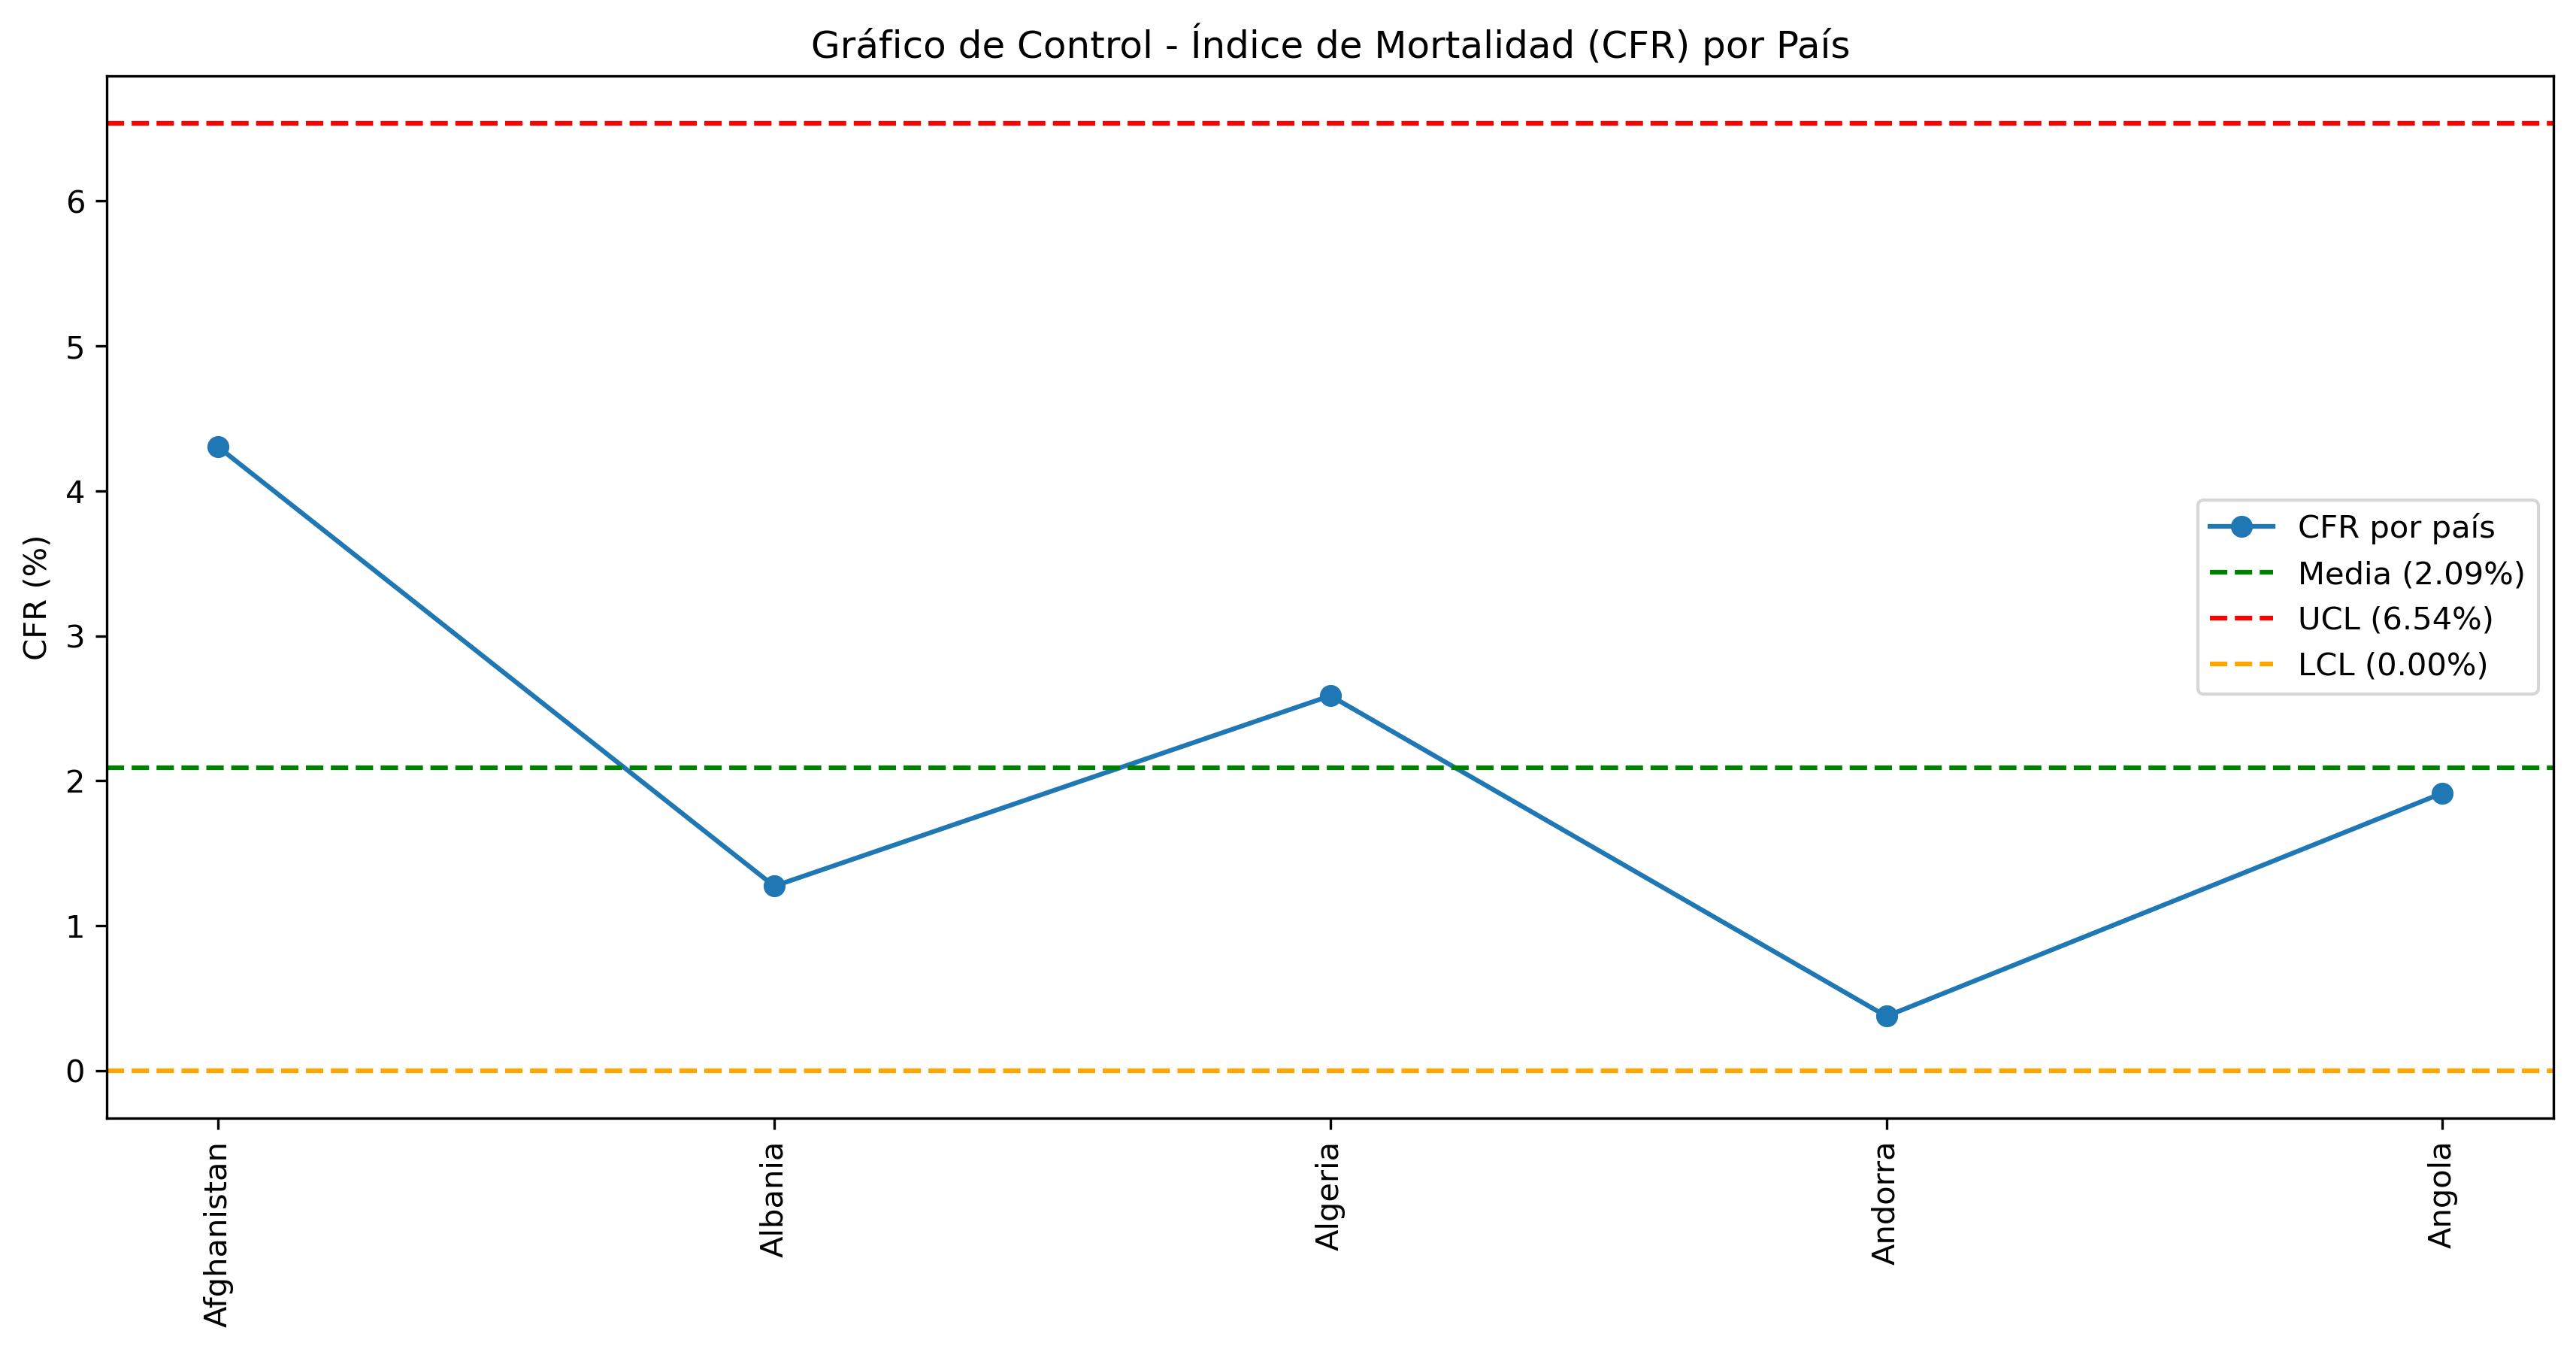 Gráfico de Control - Índice de Mortalidad (CFR) por País
CFR (%)
6
5
4
3
2
1
0
CFR por país
Media (2.09%)
UCL (6.54%)
LCL (0.00%)
Afghanistan
Albania
Algeria
Andorra
Angola